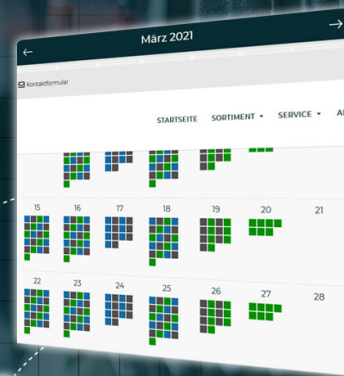 ← März 2021 →
Kontaktformular
STARTSEITE SORTIMENT SERVICE
15 16 17 18 19 20 21
22 23 24 25 26 27 28